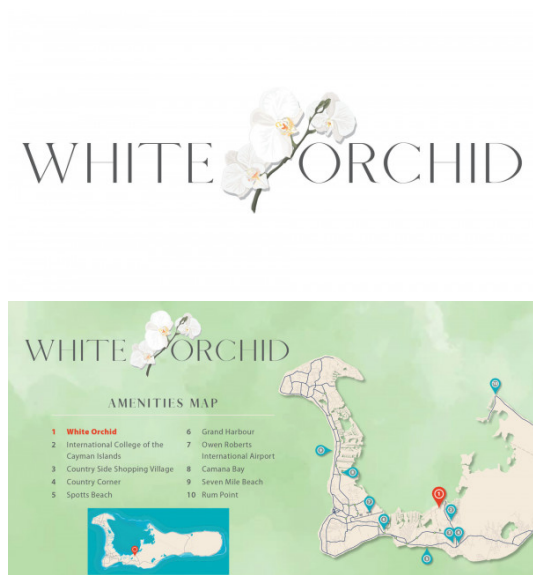 WHITE ORCHID
WHITE ORCHID
AMENITIES MAP
1 White Orchid
2 International College of the
Cayman Islands
3 Country Side Shopping Village
4 Country Corner
5 Spotts Beach
6 Grand Harbour
7 Owen Roberts
International Airport
8 Camana Bay
9 Seven Mile Beach
10 Rum Point